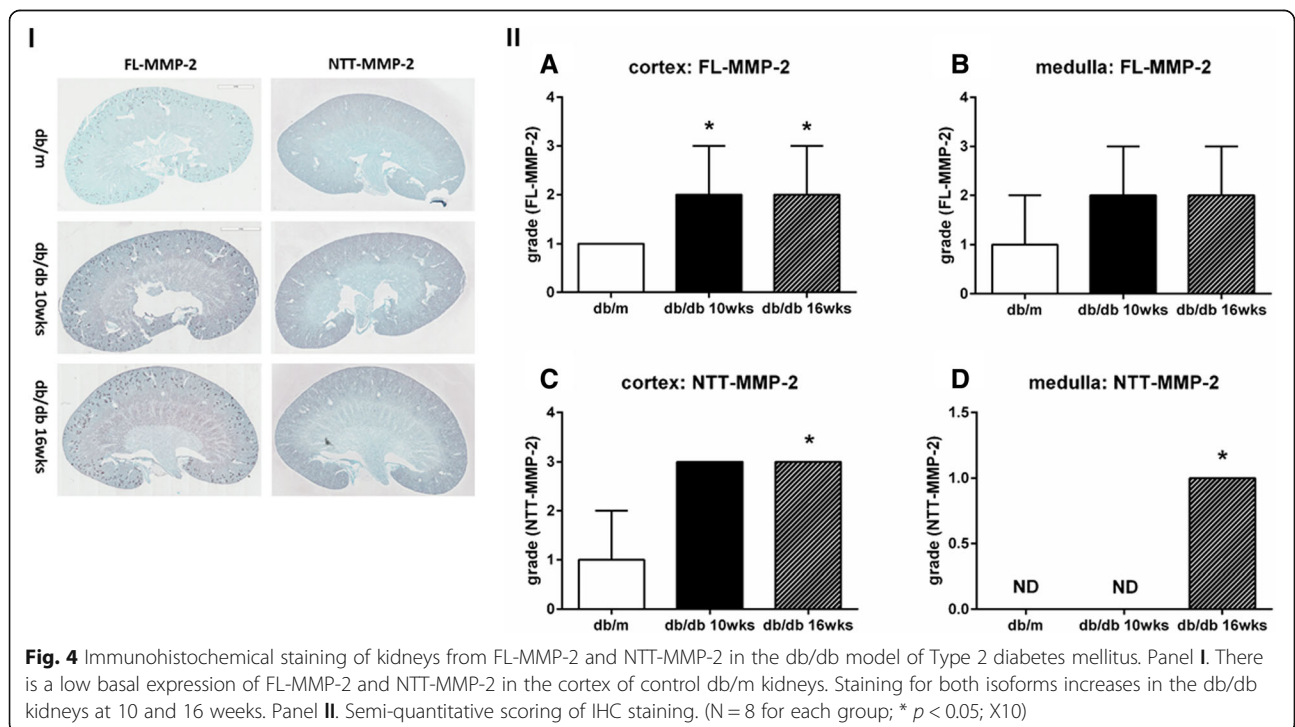 I
FL-MMP-2
NTT-MMP-2
db/m
db/db 10wks
db/db 16wks
II
A
cortex: FL-MMP-2
grade (FL-MMP-2)
4
3
2
1
0
*
*
db/m
db/db 10wks
db/db 16wks
B
medulla: FL-MMP-2
grade (FL-MMP-2)
4
3
2
1
0
db/m
db/db 10wks
db/db 16wks
C
cortex: NTT-MMP-2
grade (NTT-MMP-2)
4
3
2
1
0
*
db/m
db/db 10wks
db/db 16wks
D
medulla: NTT-MMP-2
grade (NTT-MMP-2)
1.5
1.0
0.5
0.0
ND
ND
*
db/m
db/db 10wks
db/db 16wks
Fig. 4 Immunohistochemical staining of kidneys from FL-MMP-2 and NTT-MMP-2 in the db/db model of Type 2 diabetes mellitus. Panel I. There
is a low basal expression of FL-MMP-2 and NTT-MMP-2 in the cortex of control db/m kidneys. Staining for both isoforms increases in the db/db
kidneys at 10 and 16 weeks. Panel II. Semi-quantitative scoring of IHC staining. (N = 8 for each group; * p < 0.05; X10)